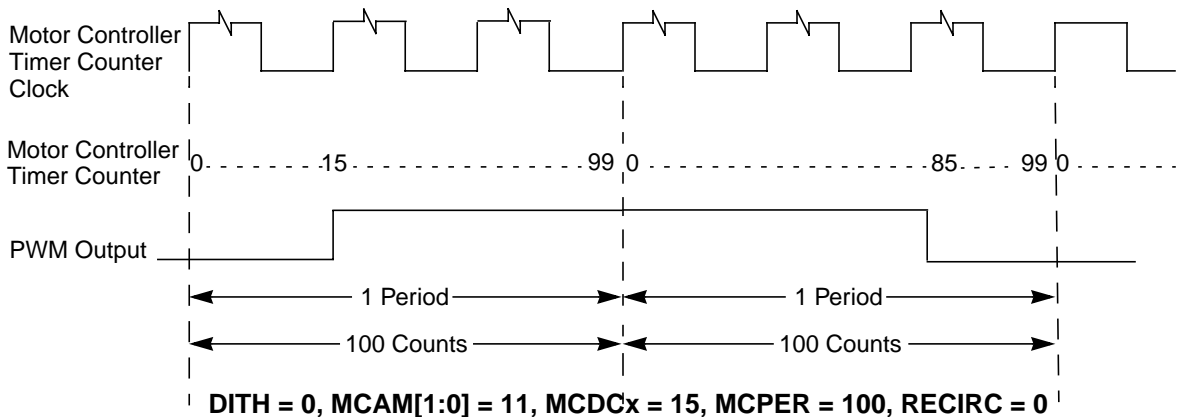 Motor Controller
Timer Counter
Clock
Motor Controller
Timer Counter
0 15 99 0 85 99 0
PWM Output
1 Period 1 Period
100 Counts 100 Counts
DITH = 0, MCAM[1:0] = 11, MCDCx = 15, MCPER = 100, RECIRC = 0